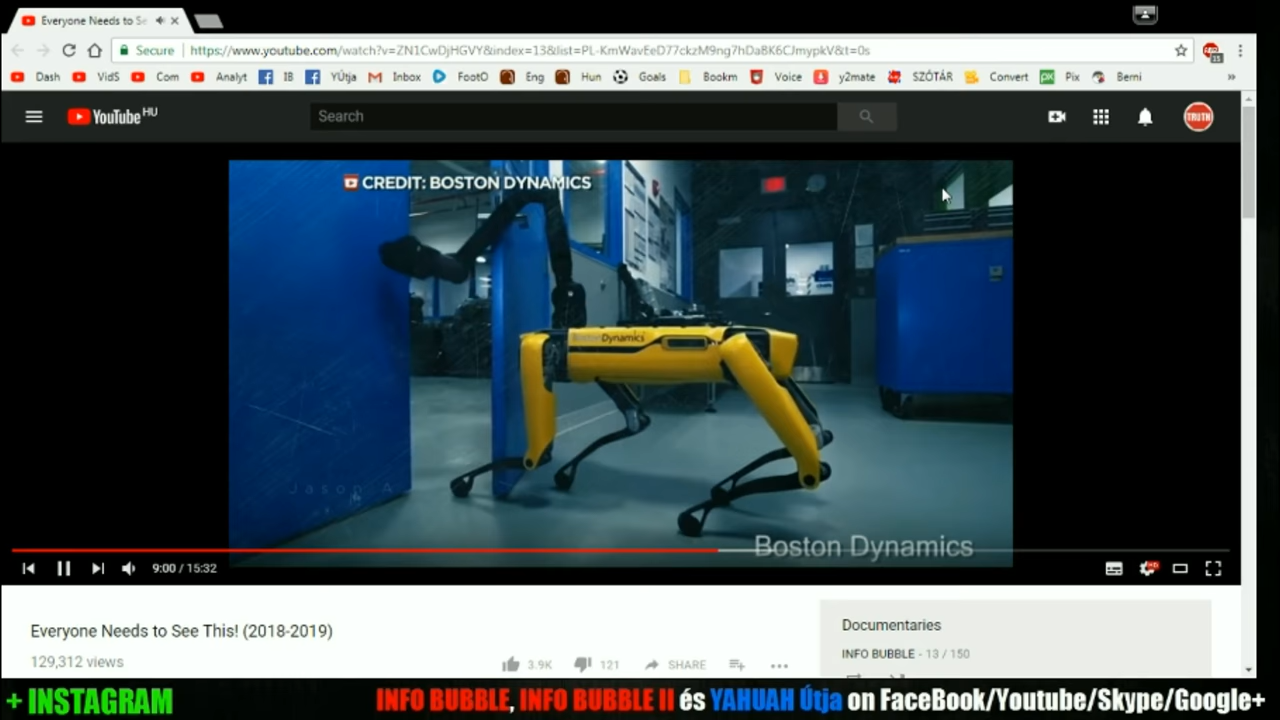 Everyone Needs to Se
Secure
https://www.youtube.com/watch?v=ZN1CwDjHGVY&index=13&list=PL-KmWavEeD77ckzM9ng7hDaBK6CJmypkV&t=0s
Dash VidS Com Analyt IB YÚtja Inbox FootO Eng Hun Goals Bookm Voice y2mate SZÓTÁR Convert Pix Berni »
YouTube HU
Search
TRUTH
CREDIT: BOSTON DYNAMICS
BostonDynamics
Jason A
Boston Dynamics
9:00 / 15:32
HD
Everyone Needs to See This! (2018-2019)
129,312 views
3.9K 121 SHARE
Documentaries
INFO BUBBLE - 13 / 150
+ INSTAGRAM
INFO BUBBLE, INFO BUBBLE II és YAHUAH Útja on FaceBook/Youtube/Skype/Google+